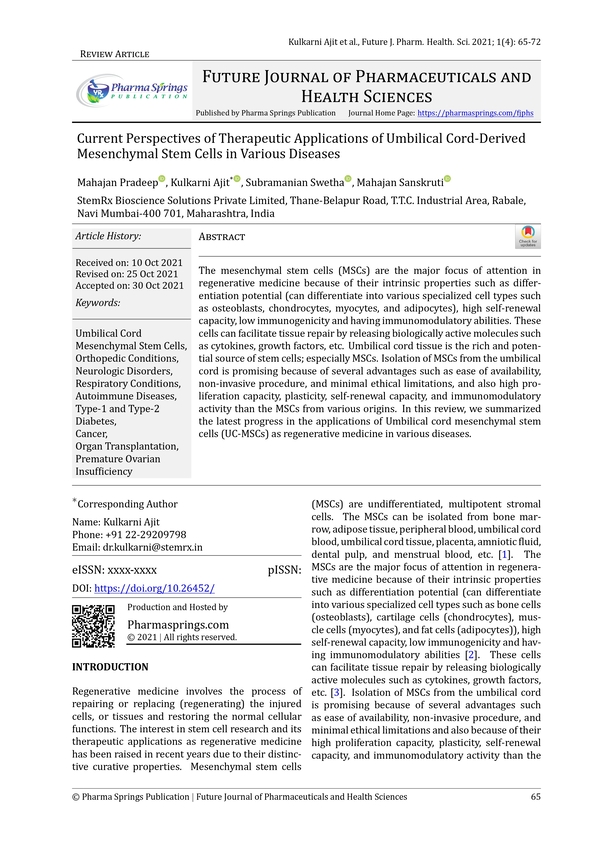 Kulkarni Ajit et al., Future J. Pharm. Health. Sci. 2021; 1(4): 65-72
Review Article
Pharma Springs
PUBLICATION
Future Journal of Pharmaceuticals and
Health Sciences
Published by Pharma Springs Publication Journal Home Page: https://pharmasprings.com/fjphs
Current Perspectives of Therapeutic Applications of Umbilical Cord-Derived
Mesenchymal Stem Cells in Various Diseases
Mahajan Pradeep, Kulkarni Ajit*, Subramanian Swetha, Mahajan Sanskruti
StemRx Bioscience Solutions Private Limited, Thane-Belapur Road, T.T.C. Industrial Area, Rabale,
Navi Mumbai-400 701, Maharashtra, India
Article History:
Received on: 10 Oct 2021
Revised on: 25 Oct 2021
Accepted on: 30 Oct 2021
Keywords:
Umbilical Cord
Mesenchymal Stem Cells,
Orthopedic Conditions,
Neurologic Disorders,
Respiratory Conditions,
Autoimmune Diseases,
Type-1 and Type-2
Diabetes,
Cancer,
Organ Transplantation,
Premature Ovarian
Insufficiency
Abstract
Check for
updates
The mesenchymal stem cells (MSCs) are the major focus of attention in
regenerative medicine because of their intrinsic properties such as differ-
entiation potential (can differentiate into various specialized cell types such
as osteoblasts, chondrocytes, myocytes, and adipocytes), high self-renewal
capacity, low immunogenicity and having immunomodulatory abilities. These
cells can facilitate tissue repair by releasing biologically active molecules such
as cytokines, growth factors, etc. Umbilical cord tissue is the rich and poten-
tial source of stem cells; especially MSCs. Isolation of MSCs from the umbilical
cord is promising because of several advantages such as ease of availability,
non-invasive procedure, and minimal ethical limitations, and also high pro-
liferation capacity, plasticity, self-renewal capacity, and immunomodulatory
activity than the MSCs from various origins. In this review, we summarized
the latest progress in the applications of Umbilical cord mesenchymal stem
cells (UC-MSCs) as regenerative medicine in various diseases.
*Corresponding Author
Name: Kulkarni Ajit
Phone: +91 22-29209798
Email: dr.kulkarni@stemrx.in
eISSN: xxxx-xxxx pISSN:
DOI: https://doi.org/10.26452/
Production and Hosted by
Pharmasprings.com
© 2021 | All rights reserved.
INTRODUCTION
Regenerative medicine involves the process of
repairing or replacing (regenerating) the injured
cells, or tissues and restoring the normal cellular
functions. The interest in stem cell research and its
therapeutic applications as regenerative medicine
has been raised in recent years due to their distinc-
tive curative properties. Mesenchymal stem cells
(MSCs) are undifferentiated, multipotent stromal
cells. The MSCs can be isolated from bone mar-
row, adipose tissue, peripheral blood, umbilical cord
blood, umbilical cord tissue, placenta, amniotic fluid,
dental pulp, and menstrual blood, etc. [1]. The
MSCs are the major focus of attention in regenera-
tive medicine because of their intrinsic properties
such as differentiation potential (can differentiate
into various specialized cell types such as bone cells
(osteoblasts), cartilage cells (chondrocytes), mus-
cle cells (myocytes), and fat cells (adipocytes)), high
self-renewal capacity, low immunogenicity and hav-
ing immunomodulatory abilities [2]. These cells
can facilitate tissue repair by releasing biologically
active molecules such as cytokines, growth factors,
etc. [3]. Isolation of MSCs from the umbilical cord
is promising because of several advantages such
as ease of availability, non-invasive procedure, and
minimal ethical limitations and also because of their
high proliferation capacity, plasticity, self-renewal
capacity, and immunomodulatory activity than the
© Pharma Springs Publication | Future Journal of Pharmaceuticals and Health Sciences 65